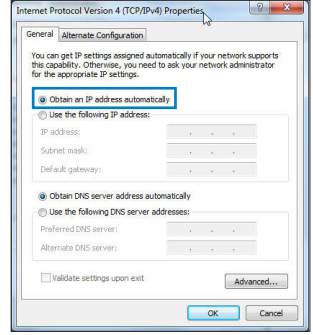 Internet Protocol Version 4 (TCP/IPv4) Properties
General
Alternate Configuration
You can get IP settings assigned automatically if your network supports
this capability. Otherwise, you need to ask your network administrator
for the appropriate IP settings.
Obtain an IP address automatically
Use the following IP address:
IP address:
Subnet mask:
Default gateway:
Obtain DNS server address automatically
Use the following DNS server addresses:
Preferred DNS server:
Alternate DNS server:
Validate settings upon exit
Advanced...
OK
Cancel